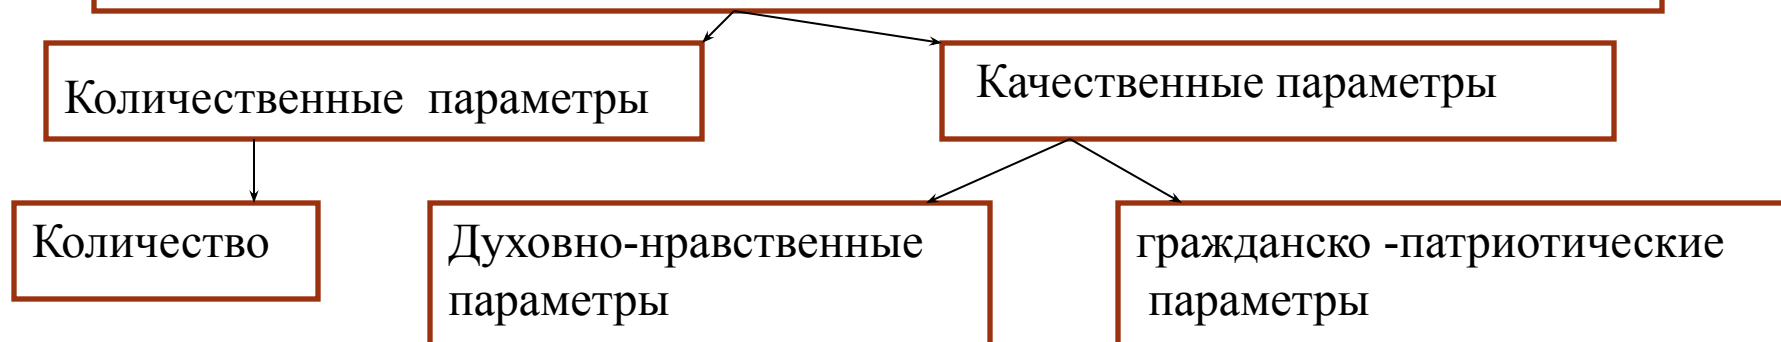 Количественные  параметры
Качественные параметры
Количество
Духовно-нравственные
параметры
гражданско -патриотические
параметры